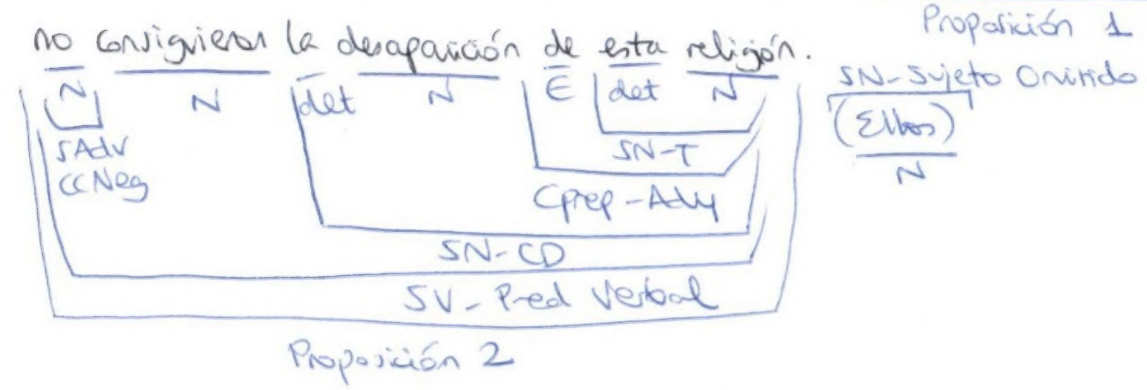 Proposición 1
no consiguieron la desaparición de esta religión.
SN-Sujeto Omitido
N N det N E det N
(Ellos)
N
SAdv SN-T
CCNeg
Cprep-Ady
SN-CD
SV-Pred Verbal
Proposición 2